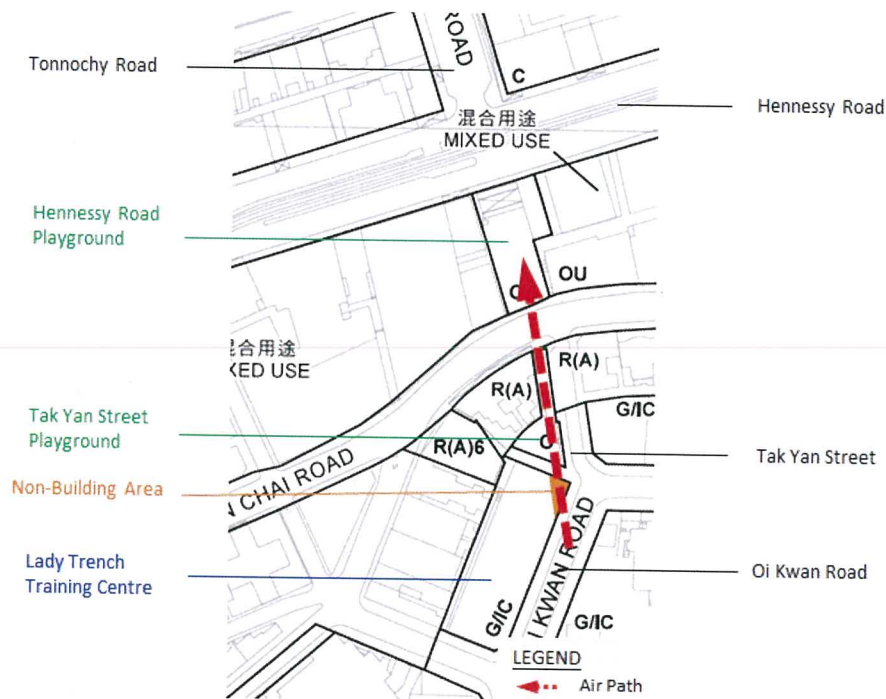 ROAD
Tonnochy Road
C
Hennessy Road
混合用途
MIXED USE
Hennessy Road
Playground
OU
合用途
XED USE
R(A)
R(A)
G/IC
Tak Yan Street
Playground
R(A)6
Tak Yan Street
Non-Building Area
CHAI ROAD
Lady Trench
Training Centre
KWAN ROAD
Oi Kwan Road
G/IC
G/IC
LEGEND
Air Path